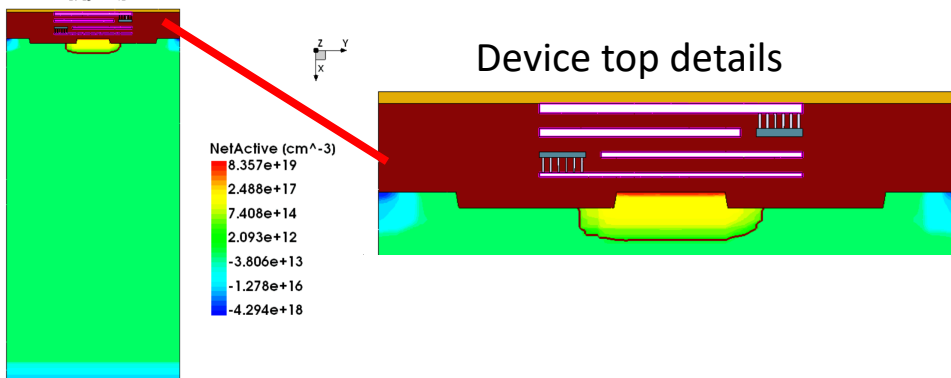 Z
Y
X
Device top details
NetActive (cm^-3)
8.357e+19
2.488e+17
7.408e+14
2.093e+12
-3.806e+13
-1.278e+16
-4.294e+18